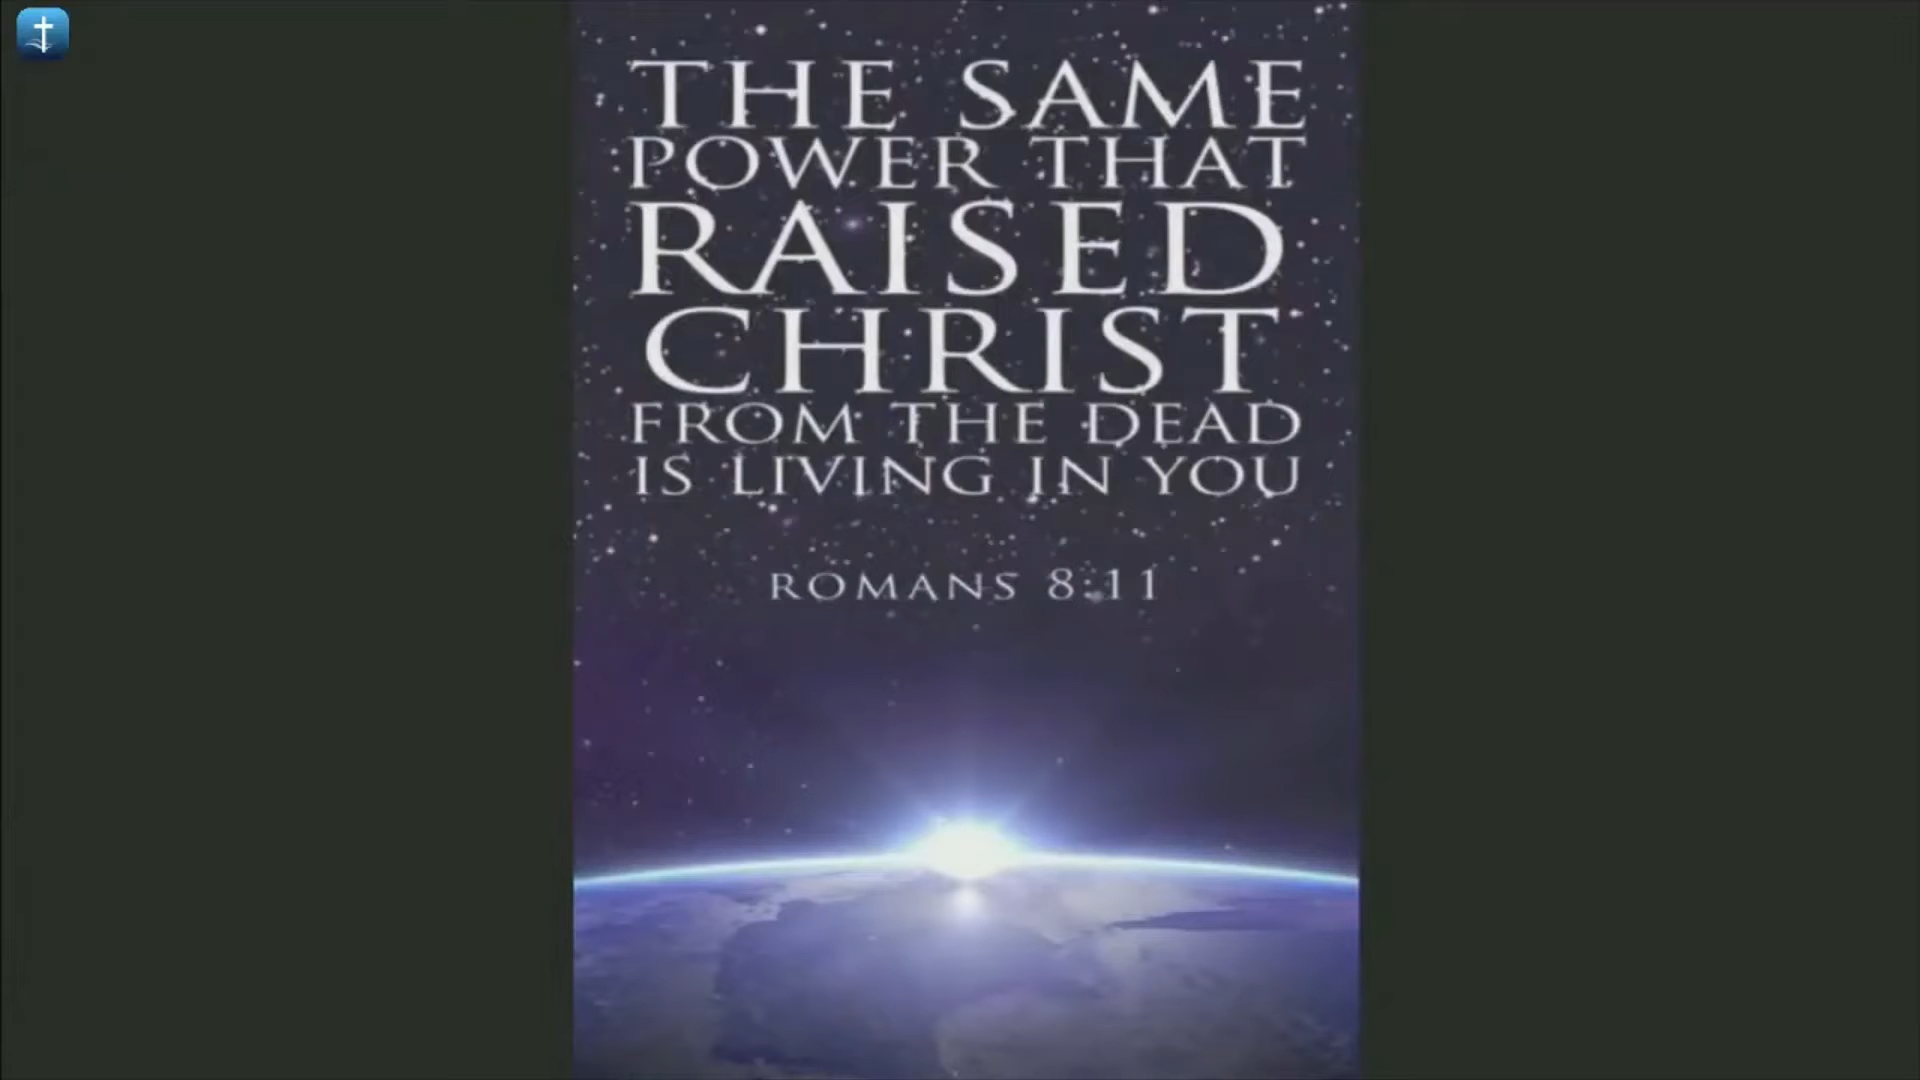 THE SAME
POWER THAT
RAISED
CHRIST
FROM THE DEAD
IS LIVING IN YOU
ROMANS 8:11